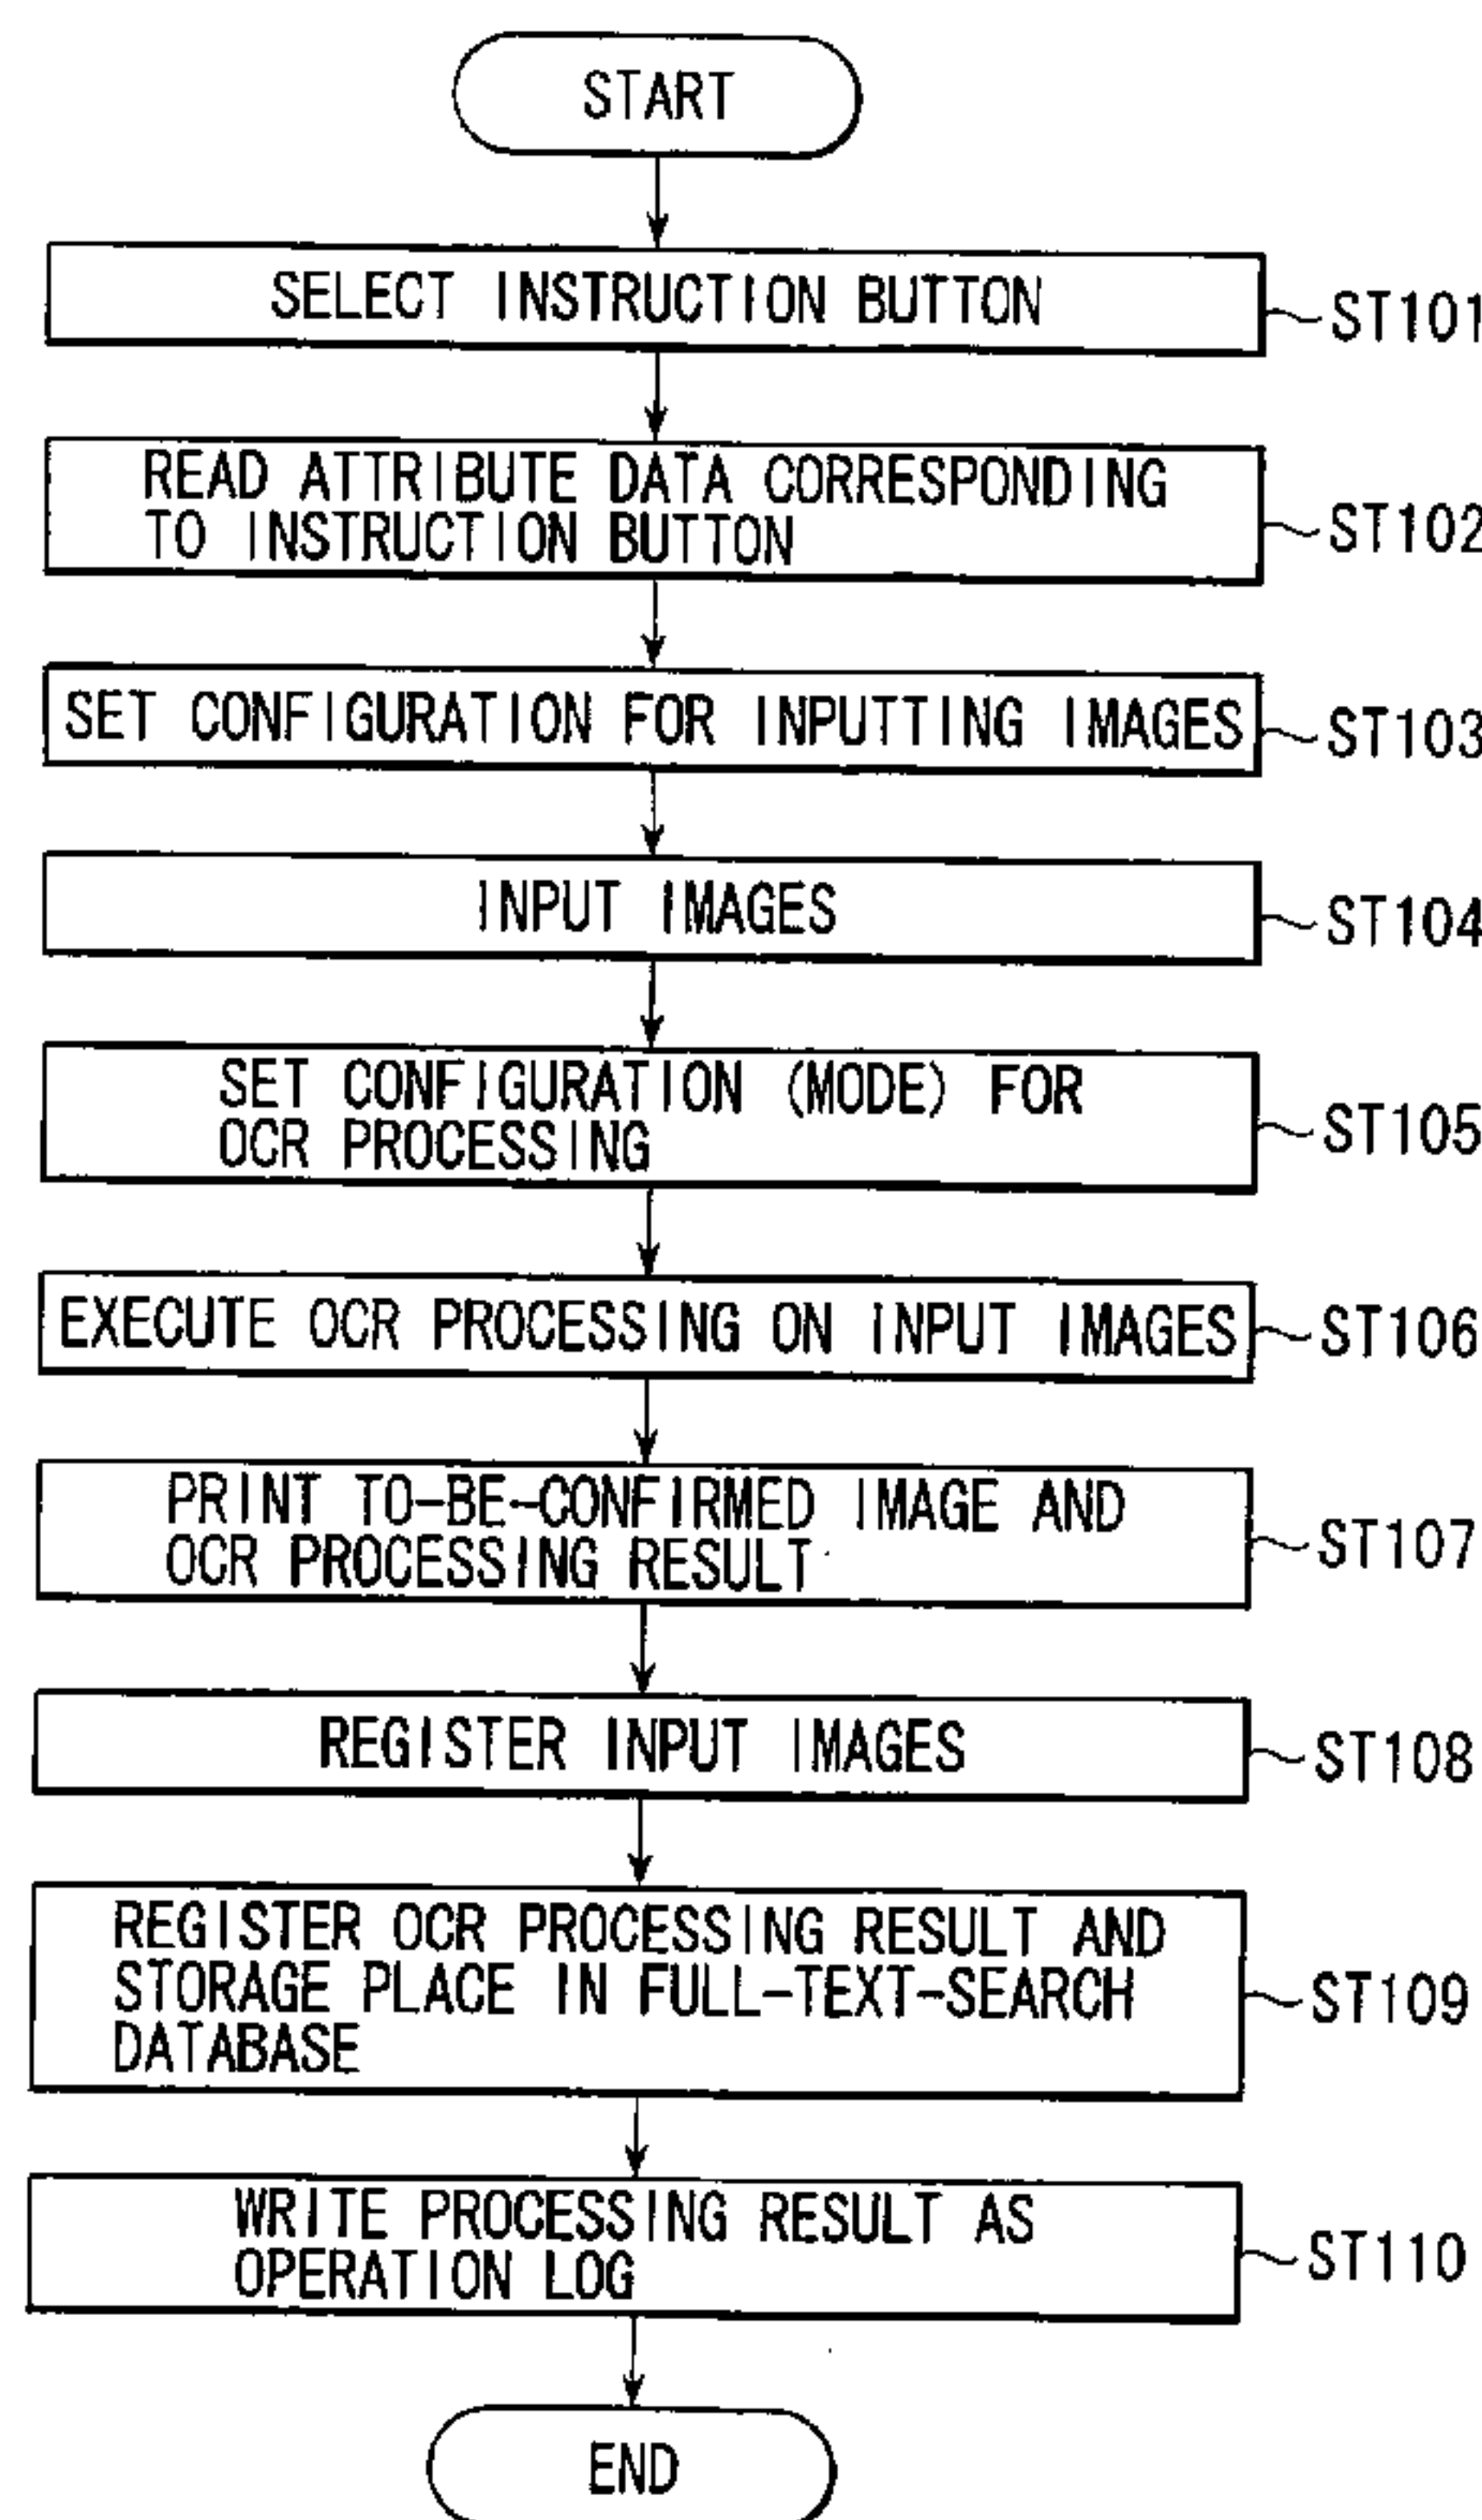 START
SELECT INSTRUCTION BUTTON
ST101
READ ATTRIBUTE DATA CORRESPONDING
TO INSTRUCTION BUTTON
ST102
SET CONFIGURATION FOR INPUTTING IMAGES
ST103
INPUT IMAGES
ST104
SET CONFIGURATION (MODE) FOR
OCR PROCESSING
ST105
EXECUTE OCR PROCESSING ON INPUT IMAGES
ST106
PRINT TO-BE-CONFIRMED IMAGE AND
OCR PROCESSING RESULT
ST107
REGISTER INPUT IMAGES
ST108
REGISTER OCR PROCESSING RESULT AND
STORAGE PLACE IN FULL-TEXT-SEARCH
DATABASE
ST109
WRITE PROCESSING RESULT AS
OPERATION LOG
ST110
END